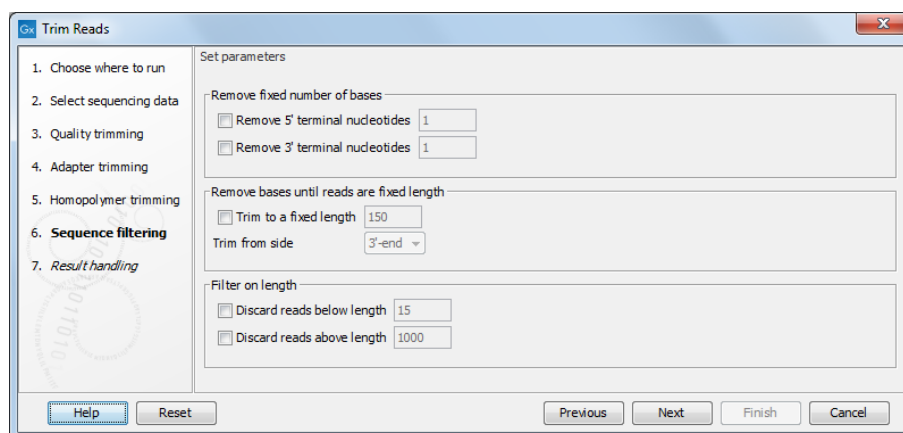 Gx Trim Reads
X
1. Choose where to run
2. Select sequencing data
3. Quality trimming
4. Adapter trimming
5. Homopolymer trimming
6. Sequence filtering
7. Result handling
Set parameters
Remove fixed number of bases
Remove 5' terminal nucleotides 1
Remove 3' terminal nucleotides 1
Remove bases until reads are fixed length
Trim to a fixed length 150
Trim from side 3'-end
Filter on length
Discard reads below length 15
Discard reads above length 1000
Help Reset Previous Next Finish Cancel